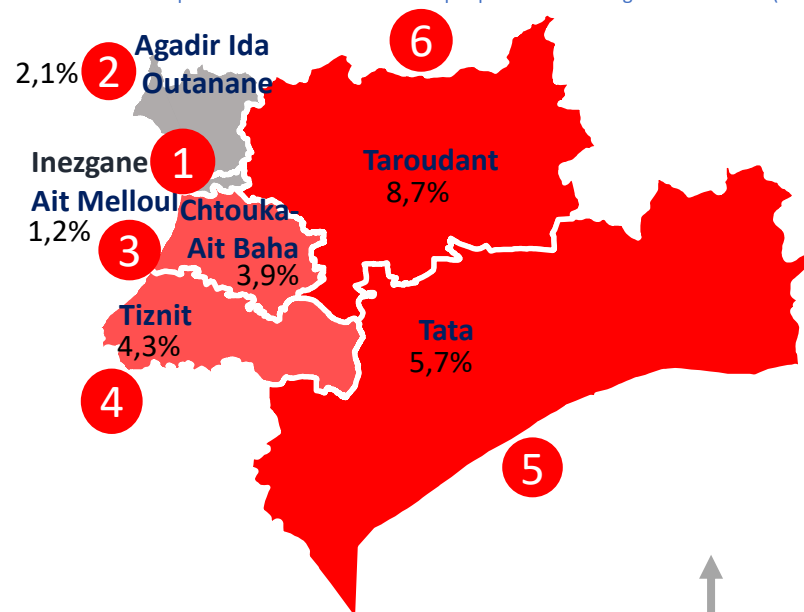 6
Agadir Ida
Outanane
2,1%
2
Inezgane
1
Ait Melloul
1,2%
Taroudant
8,7%
Chtouka-
Ait Baha
3,9%
3
Tiznit
4,3%
Tata
5,7%
4
5